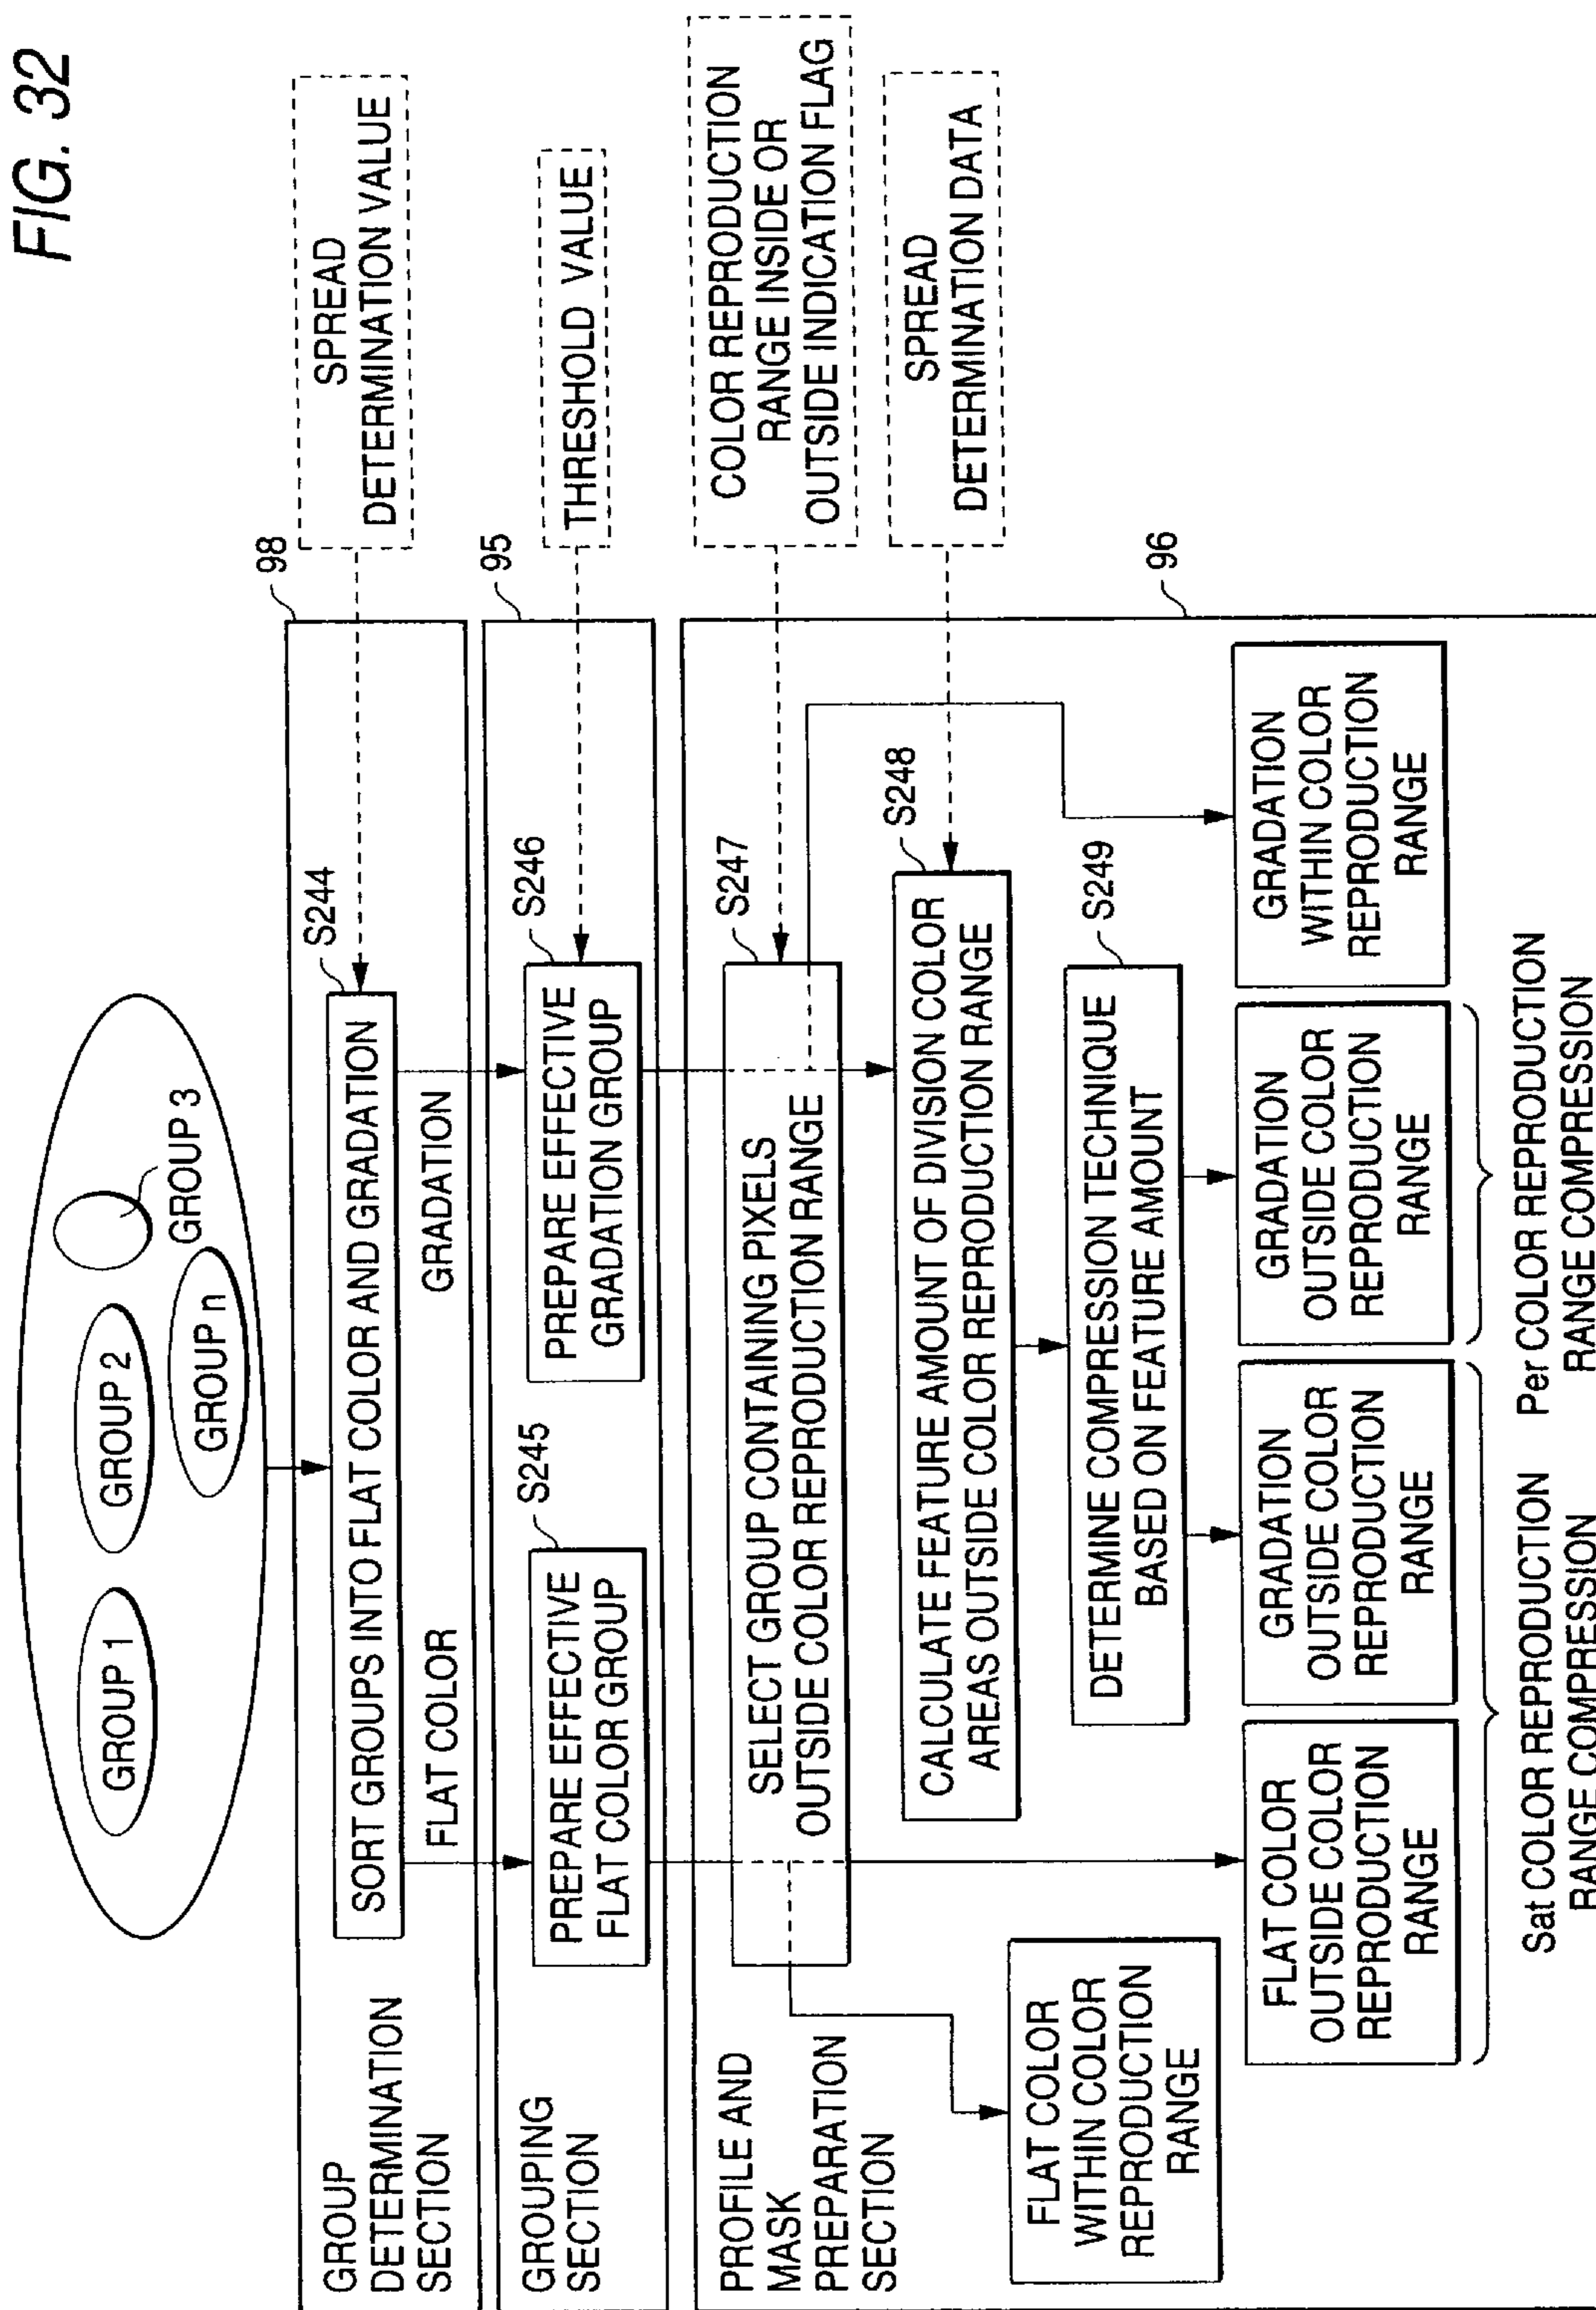 FIG. 32
GROUP 1
GROUP 2
GROUP 3
GROUP n
GROUP
DETERMINATION
SECTION
98
S244
SORT GROUPS INTO FLAT COLOR AND GRADATION
SPREAD
DETERMINATION VALUE
FLAT COLOR
GRADATION
GROUPING
SECTION
95
S245
PREPARE EFFECTIVE
FLAT COLOR GROUP
S246
PREPARE EFFECTIVE
GRADATION GROUP
THRESHOLD VALUE
PROFILE AND
MASK
PREPARATION
SECTION
S247
SELECT GROUP CONTAINING PIXELS
OUTSIDE COLOR REPRODUCTION RANGE
COLOR REPRODUCTION
RANGE INSIDE OR
OUTSIDE INDICATION FLAG
S248
CALCULATE FEATURE AMOUNT OF DIVISION COLOR
AREAS OUTSIDE COLOR REPRODUCTION RANGE
SPREAD
DETERMINATION DATA
S249
DETERMINE COMPRESSION TECHNIQUE
BASED ON FEATURE AMOUNT
96
FLAT COLOR
WITHIN COLOR
REPRODUCTION
RANGE
FLAT COLOR
OUTSIDE COLOR
REPRODUCTION
RANGE
GRADATION
OUTSIDE COLOR
REPRODUCTION
RANGE
GRADATION
OUTSIDE COLOR
REPRODUCTION
RANGE
GRADATION
WITHIN COLOR
REPRODUCTION
RANGE
Sat COLOR REPRODUCTION
RANGE COMPRESSION
Per COLOR REPRODUCTION
RANGE COMPRESSION